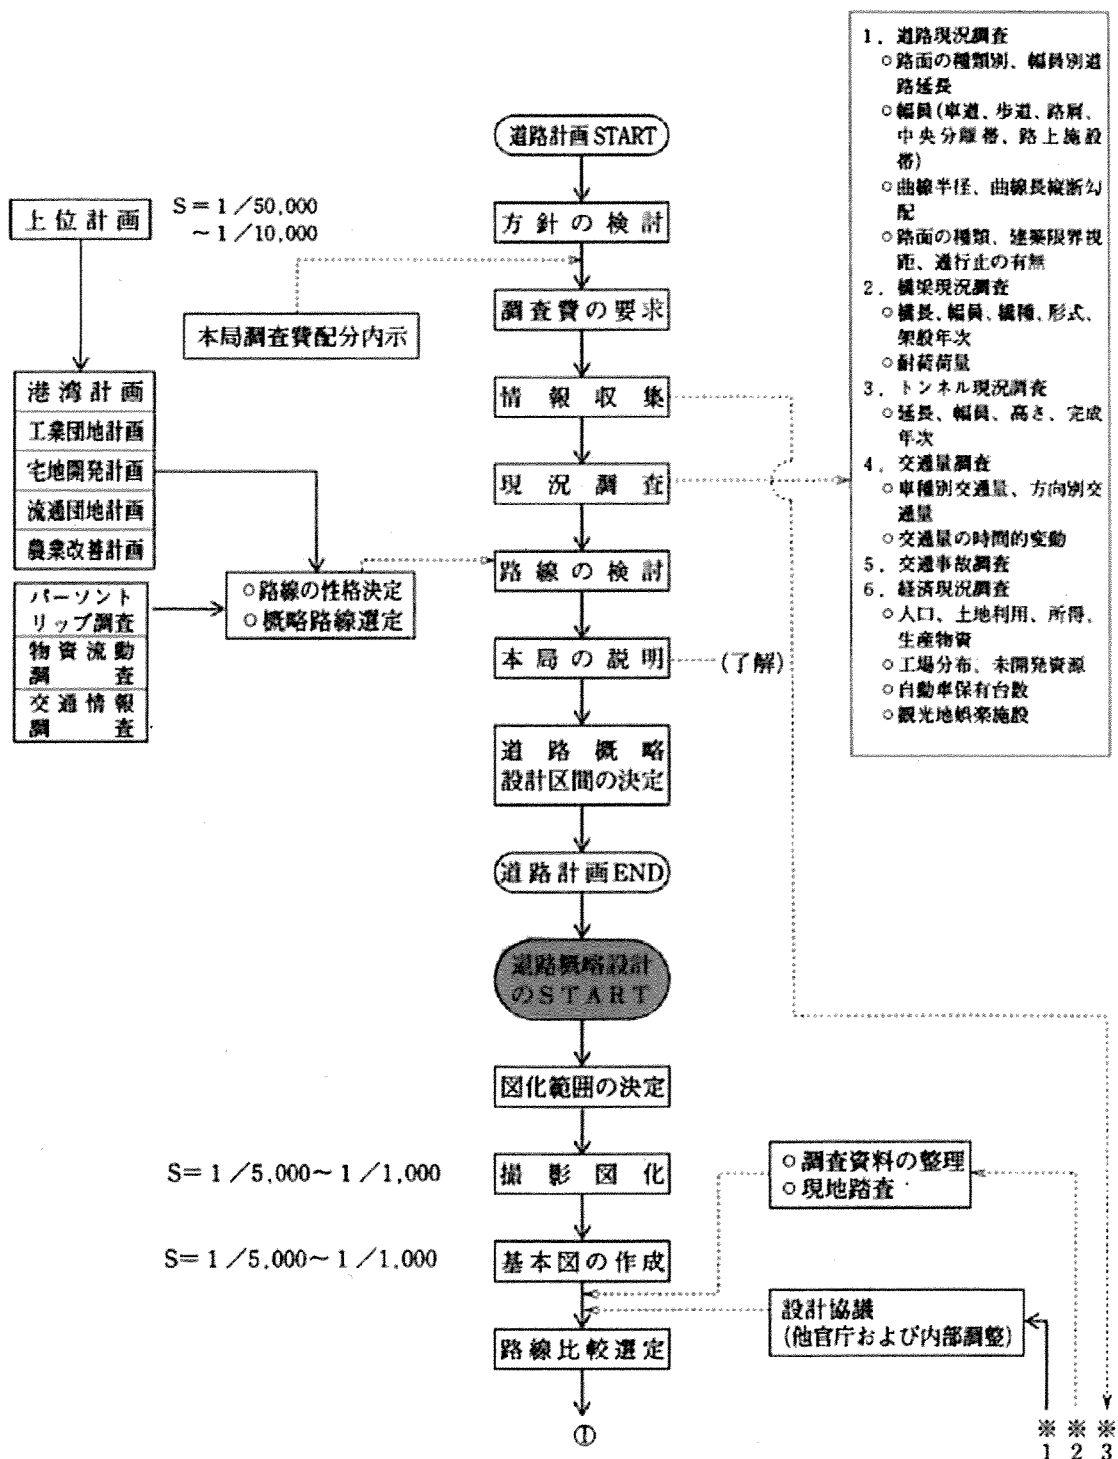 道路計画START
方針の検討
調査費の要求
情報収集
現況調査
路線の検討
本局の説明
(了解)
道路概略
設計区間の決定
道路計画END
道路概略設計
のSTART
図化範囲の決定
撮影図化
基本図の作成
路線比較選定
①
上位計画
S=1/50,000
~1/10,000
本局調査費配分内示
港湾計画
工業団地計画
宅地開発計画
流通団地計画
農業改善計画
パーソント
リップ調査
物資流動
調査
交通情報
調査
○路線の性格決定
○概略路線選定
S=1/5,000~1/1,000
S=1/5,000~1/1,000
1.道路現況調査
○路面の種類別、幅員別道
路延長
○幅員(車道、歩道、路肩、
中央分離帯、路上施設
帯)
○曲線半径、曲線長縦断勾
配
○路面の種類、建築限界視
距、通行止の有無
2.橋梁現況調査
○橋長、幅員、橋種、形式、
架設年次
○耐荷荷量
3.トンネル現況調査
○延長、幅員、高さ、完成
年次
4.交通量調査
○車種別交通量、方向別交
通量
○交通量の時間的変動
5.交通事故調査
6.経済現況調査
○人口、土地利用、所得、
生産物資
○工場分布、未開発資源
○自動車保有台数
○観光地娯楽施設
○調査資料の整理
○現地踏査
設計協議
(他官庁および内部調整)
※1
※2
※3